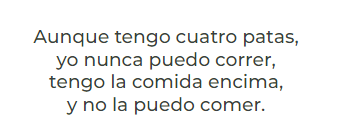 Aunque tengo cuatro patas,
yo nunca puedo correr,
tengo la comida encima,
y no la puedo comer.